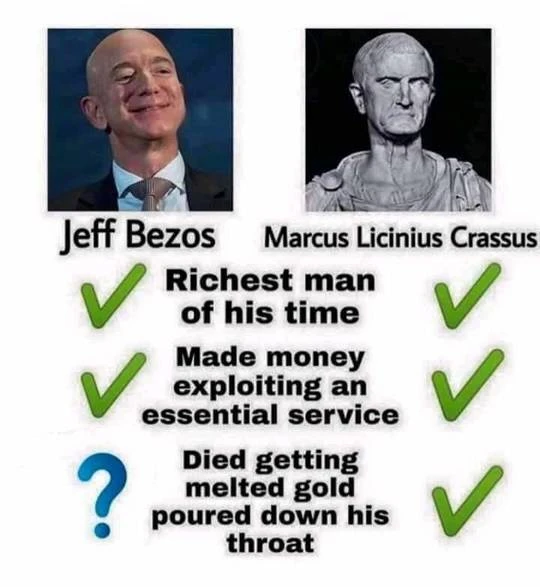 Jeff Bezos
Marcus Licinius Crassus
Richest man
of his time
Made money
exploiting an
essential service
Died getting
melted gold
poured down his
throat